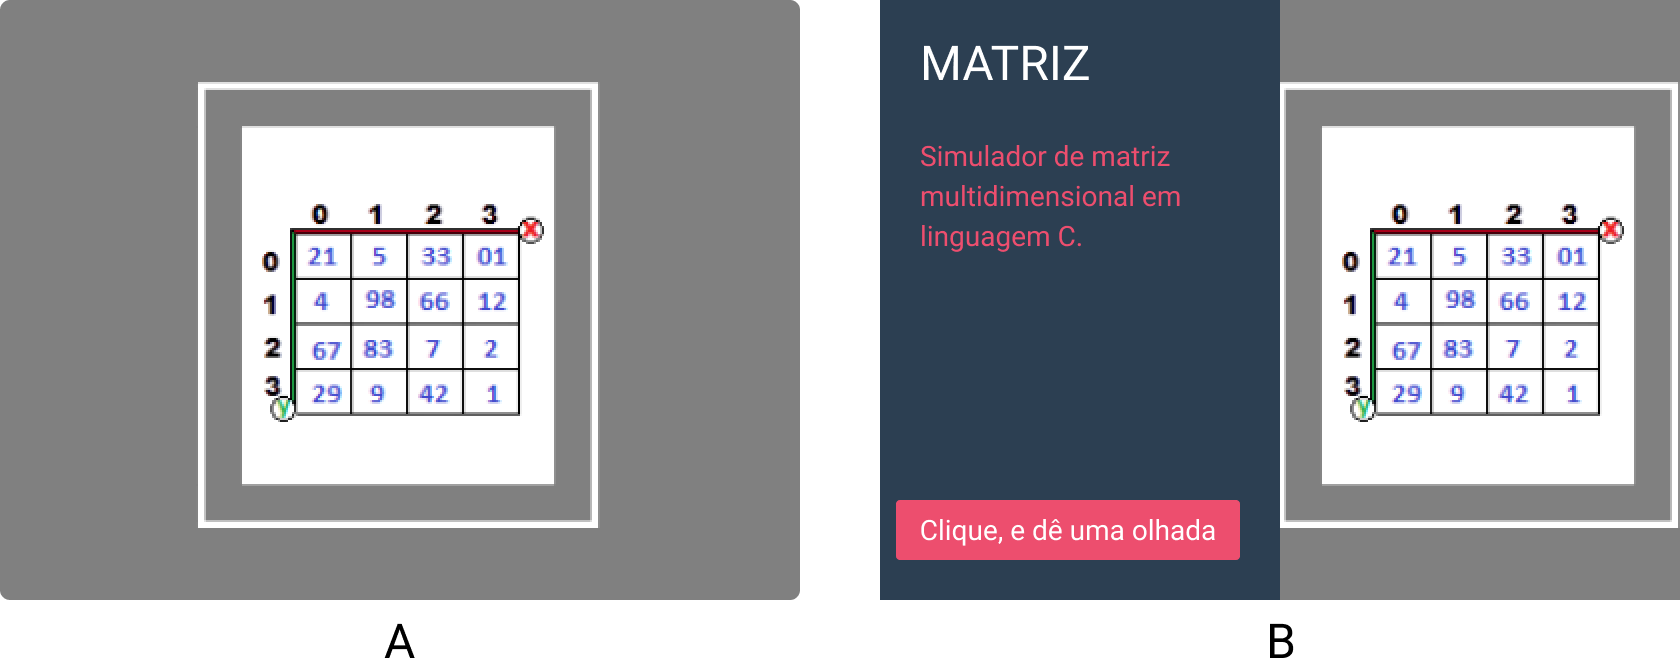 0 1 2 3 X
0 21 5 33 01
1 4 98 66 12
2 67 83 7 2
3 29 9 42 1
y
A
MATRIZ
Simulador de matriz
multidimensional em
linguagem C.
Clique, e dê uma olhada
0 1 2 3 X
0 21 5 33 01
1 4 98 66 12
2 67 83 7 2
3 29 9 42 1
y
B